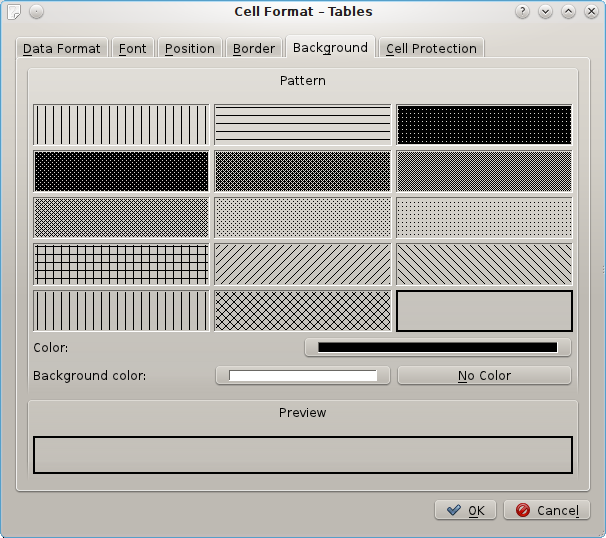 Cell Format – Tables
Data Format Font Position Border Background Cell Protection
Pattern
Color:
Background color: No Color
Preview
OK Cancel